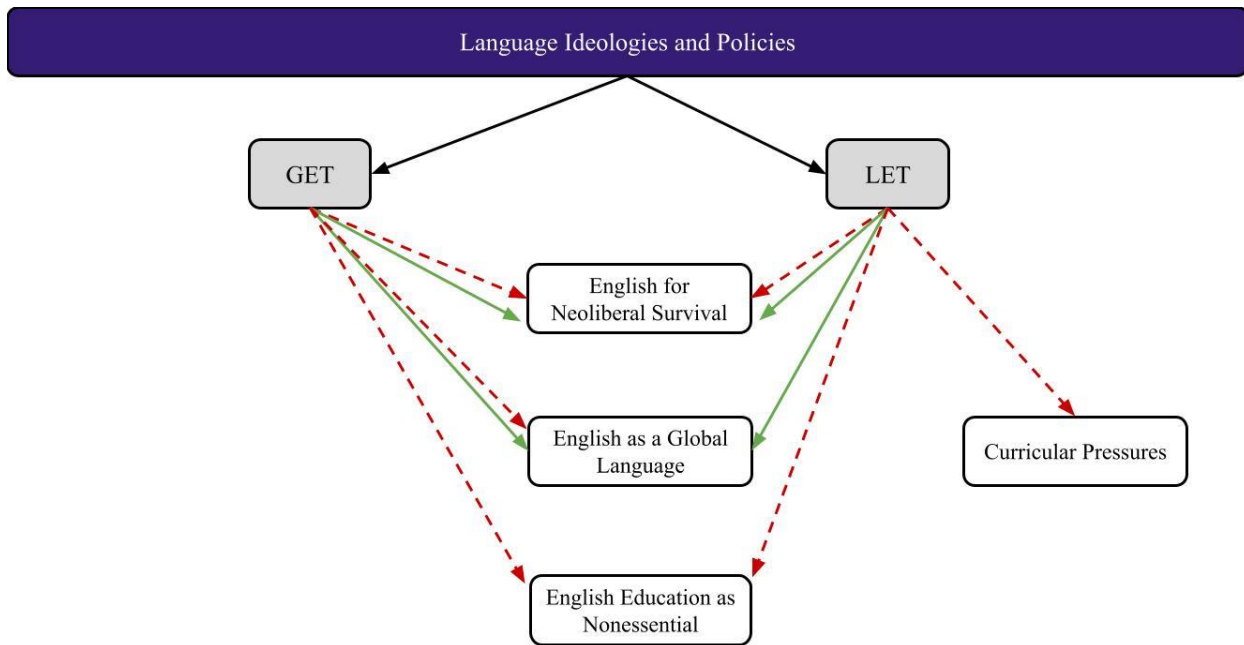 Language Ideologies and Policies
GET
LET
English for
Neoliberal Survival
English as a Global
Language
Curricular Pressures
English Education as
Nonessential